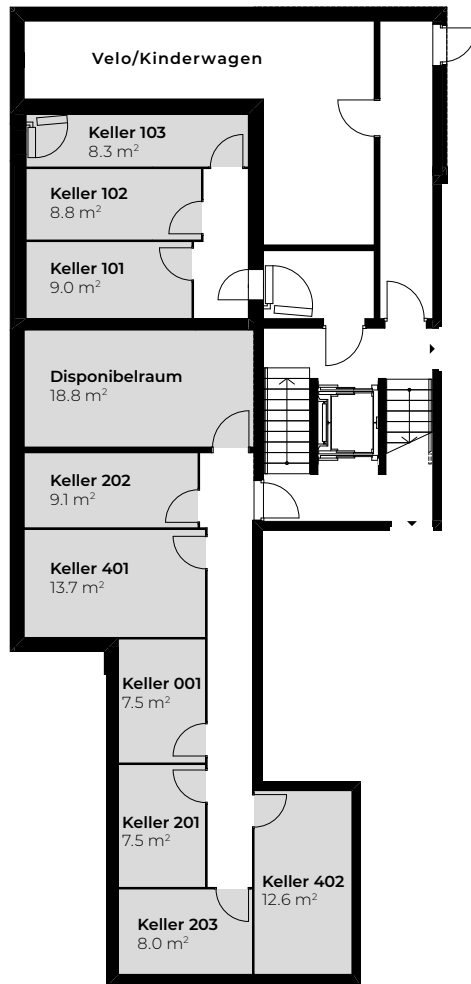 Velo/Kinderwagen
Keller 103
8.3 m²
Keller 102
8.8 m²
Keller 101
9.0 m²
Disponibelraum
18.8 m²
Keller 202
9.1 m²
Keller 401
13.7 m²
Keller 001
7.5 m²
Keller 201
7.5 m²
Keller 402
12.6 m²
Keller 203
8.0 m²